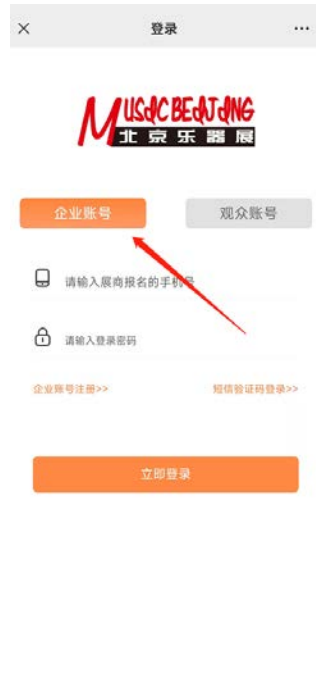 登录
MUSIC BEIJING
北京乐器展
企业账号
观众账号
请输入展商报名的手机号
请输入登录密码
企业账号注册>>
短信验证码登录>>
立即登录